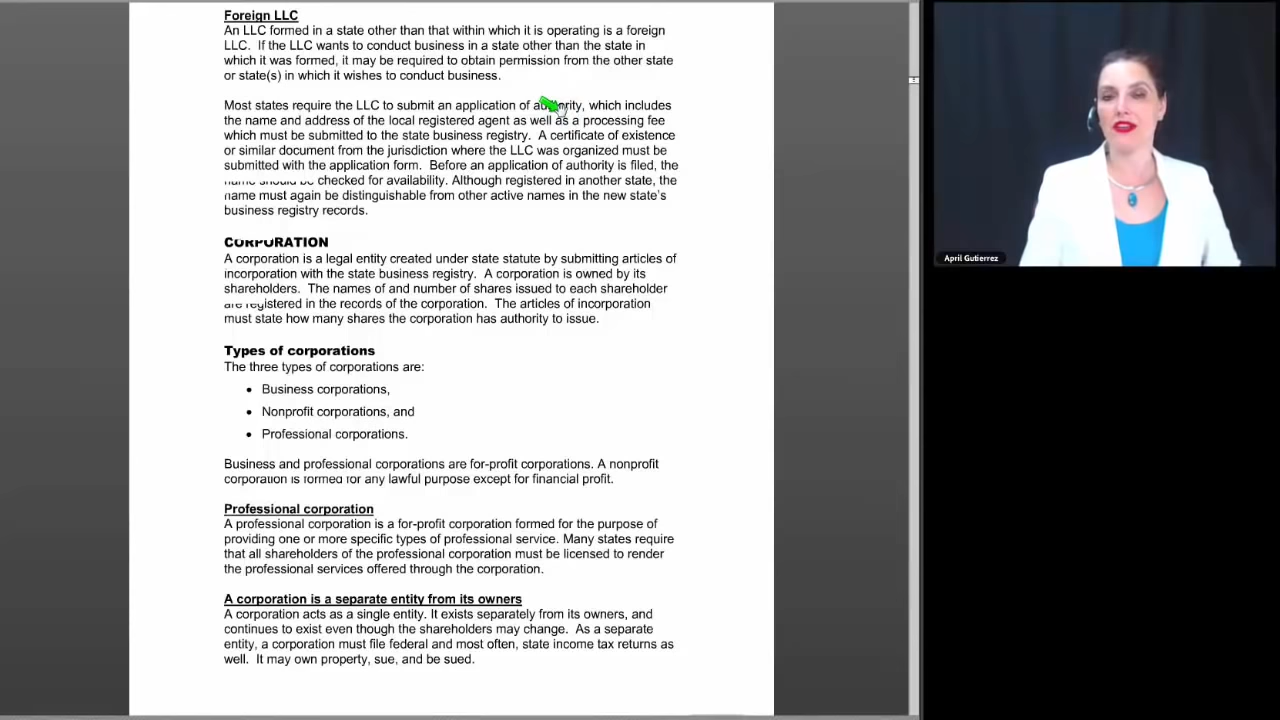 Foreign LLC
An LLC formed in a state other than that within which it is operating is a foreign
LLC. If the LLC wants to conduct business in a state other than the state in
which it was formed, it may be required to obtain permission from the other state
or state(s) in which it wishes to conduct business.
Most states require the LLC to submit an application of authority, which includes
the name and address of the local registered agent as well as a processing fee
which must be submitted to the state business registry. A certificate of existence
or similar document from the jurisdiction where the LLC was organized must be
submitted with the application form. Before an application of authority is filed, the
name should be checked for availability. Although registered in another state, the
name must again be distinguishable from other active names in the new state's
business registry records.
CORPORATION
A corporation is a legal entity created under state statute by submitting articles of
incorporation with the state business registry. A corporation is owned by its
shareholders. The names of and number of shares issued to each shareholder
are registered in the records of the corporation. The articles of incorporation
must state how many shares the corporation has authority to issue.
Types of corporations
The three types of corporations are:
• Business corporations,
• Nonprofit corporations, and
• Professional corporations.
Business and professional corporations are for-profit corporations. A nonprofit
corporation is formed for any lawful purpose except for financial profit.
Professional corporation
A professional corporation is a for-profit corporation formed for the purpose of
providing one or more specific types of professional service. Many states require
that all shareholders of the professional corporation must be licensed to render
the professional services offered through the corporation.
A corporation is a separate entity from its owners
A corporation acts as a single entity. It exists separately from its owners, and
continues to exist even though the shareholders may change. As a separate
entity, a corporation must file federal and most often, state income tax returns as
well. It may own property, sue, and be sued.
April Gutierrez